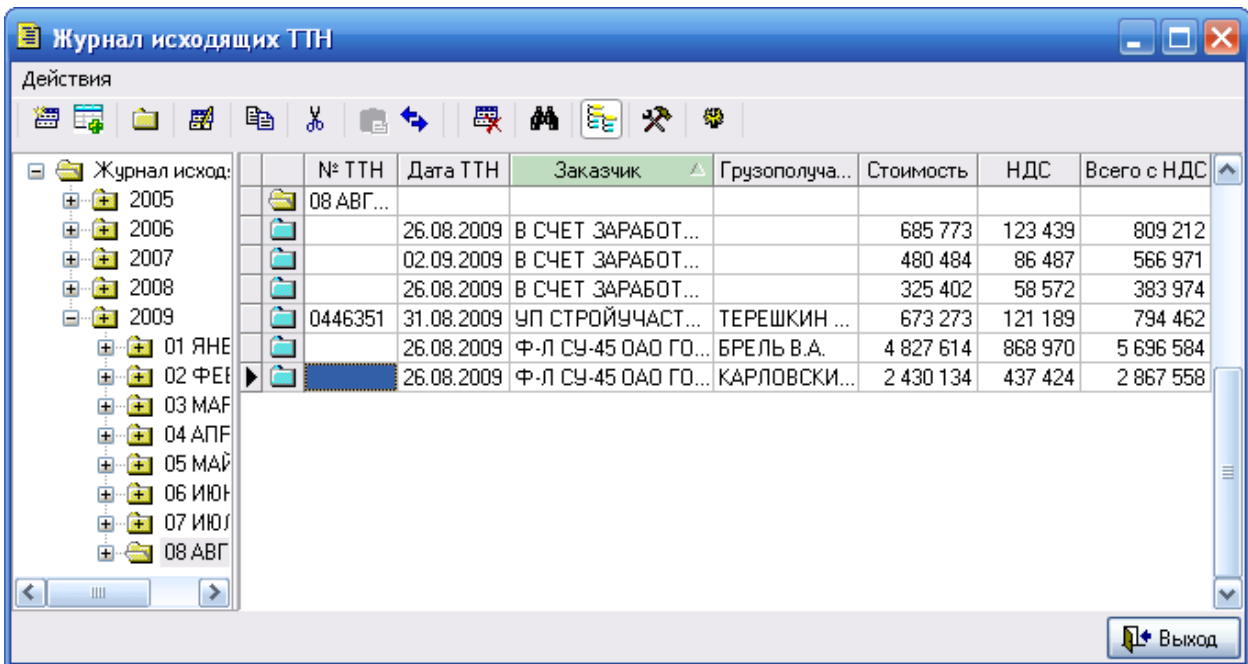 Журнал исходящих ТТН
Действия
Журнал исход
2005
2006
2007
2008
2009
01 ЯНЕ
02 ФЕЕ
03 МАР
04 АПР
05 МАЙ
06 ИЮН
07 ИЮЛ
08 АВГ
№ ТТН Дата ТТН Заказчик Грузополуча... Стоимость НДС Всего с НДС
08 АВГ...
26.08.2009 В СЧЕТ ЗАРАБОТ... 685 773 123 439 809 212
02.09.2009 В СЧЕТ ЗАРАБОТ... 480 484 86 487 566 971
26.08.2009 В СЧЕТ ЗАРАБОТ... 325 402 58 572 383 974
0446351 31.08.2009 УП СТРОЙУЧАСТ... ТЕРЕШКИН ... 673 273 121 189 794 462
26.08.2009 Ф-Л СУ-45 ОАО ГО... БРЕЛЬ В.А. 4 827 614 868 970 5 696 584
26.08.2009 Ф-Л СУ-45 ОАО ГО... КАРЛОВСКИ... 2 430 134 437 424 2 867 558
Выход